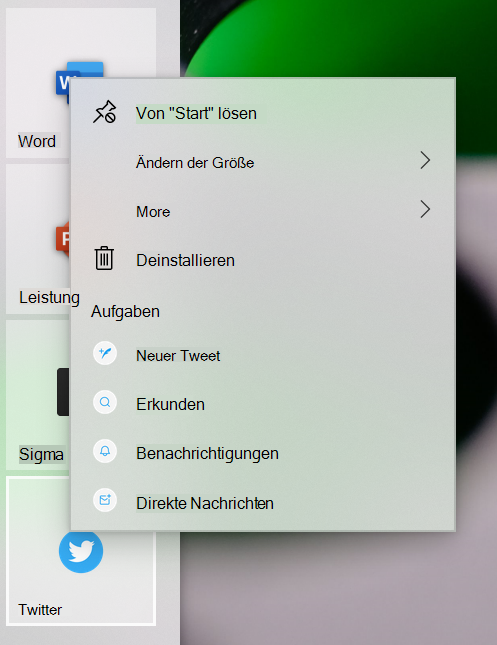 Word
Von "Start" lösen
Ändern der Größe
More
Deinstallieren
Leistung
Aufgaben
Neuer Tweet
Erkunden
Sigma
Benachrichtigungen
Direkte Nachrichten
Twitter